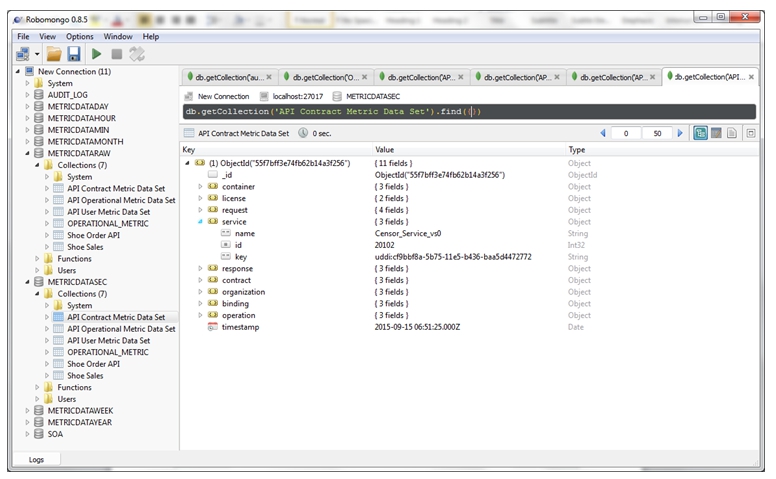 Robomongo 0.8.5
File View Options Window Help
New Connection (11)
System
AUDIT_LOG
METRICDATADAY
METRICDATAHOUR
METRICDATAMIN
METRICDATAMONTH
METRICDATARAW
Collections (7)
System
API Contract Metric Data Set
API Operational Metric Data Set
API User Metric Data Set
OPERATIONAL_METRIC
Shoe Order API
Shoe Sales
Functions
Users
METRICDATASEC
Collections (7)
System
API Contract Metric Data Set
API Operational Metric Data Set
API User Metric Data Set
OPERATIONAL_METRIC
Shoe Order API
Shoe Sales
Functions
Users
METRICDATAWEEK
METRICDATAYEAR
SOA
db.getCollection('au... db.getCollection('O... db.getCollection('AP... db.getCollection('AP... db.getCollection('AP... db.getCollection('API...
New Connection localhost:27017 METRICDATASEC
db.getCollection('API Contract Metric Data Set').find({})
API Contract Metric Data Set 0 sec. 0 50
Key Value Type
(1) ObjectId("55f7bff3e74fb62b14a3f256") { 11 fields } Object
_id ObjectId("55f7bff3e74fb62b14a3f256") ObjectId
container { 3 fields } Object
license { 2 fields } Object
request { 4 fields } Object
service { 3 fields } Object
name Censor_Service_vs0 String
id 20102 Int32
key uddi:cf9bbf8a-5b75-11e5-b436-baa5d4472772 String
response { 3 fields } Object
contract { 3 fields } Object
organization { 3 fields } Object
binding { 3 fields } Object
operation { 3 fields } Object
timestamp 2015-09-15 06:51:25.000Z Date
Logs